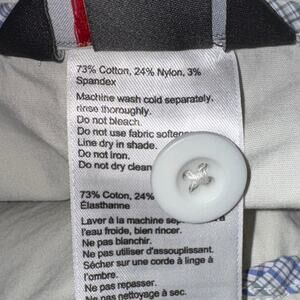 73% Cotton, 24% Nylon, 3%
Spandex
Machine wash cold separately,
rinse thoroughly.
Do not bleach.
Do not use fabric
Line dry in shade.
Do not iron.
Do not dry clean
73% Coton, 24%
Élasthanne
Laver à la machine
l'eau froide, bien rincer.
Ne pas blanchir.
Ne pas utiliser d'assouplissant.
Sécher sur une corde à linge à
l'ombre.
Ne pas repasser.
Ne pas nettoyage à sec.